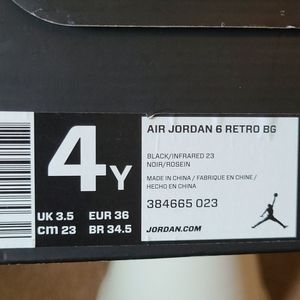 4Y
UK 3.5 EUR 36
CM 23 BR 34.5
AIR JORDAN 6 RETRO BG
BLACK/INFRARED 23
NOIR/ROSEIN
MADE IN CHINA / FABRIQUE EN CHINE /
HECHO EN CHINA
384665 023
JORDAN.COM